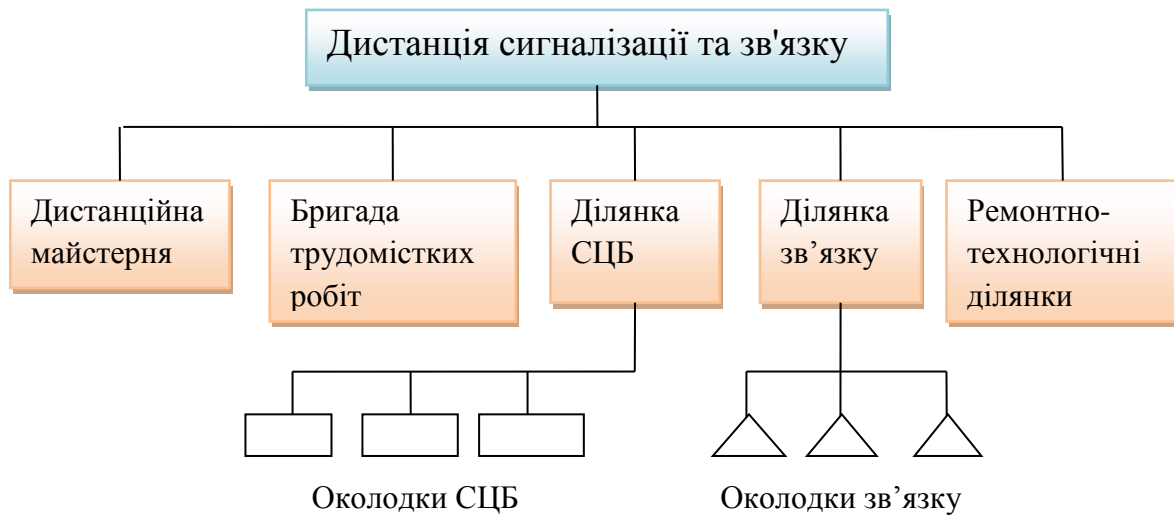 Дистанція сигналізації та зв'язку
Дистанційна
майстерня
Бригада
трудомістких
робіт
Ділянка
СЦБ
Ділянка
зв’язку
Ремонтно-
технологічні
ділянки
Околодки СЦБ
Околодки зв’язку